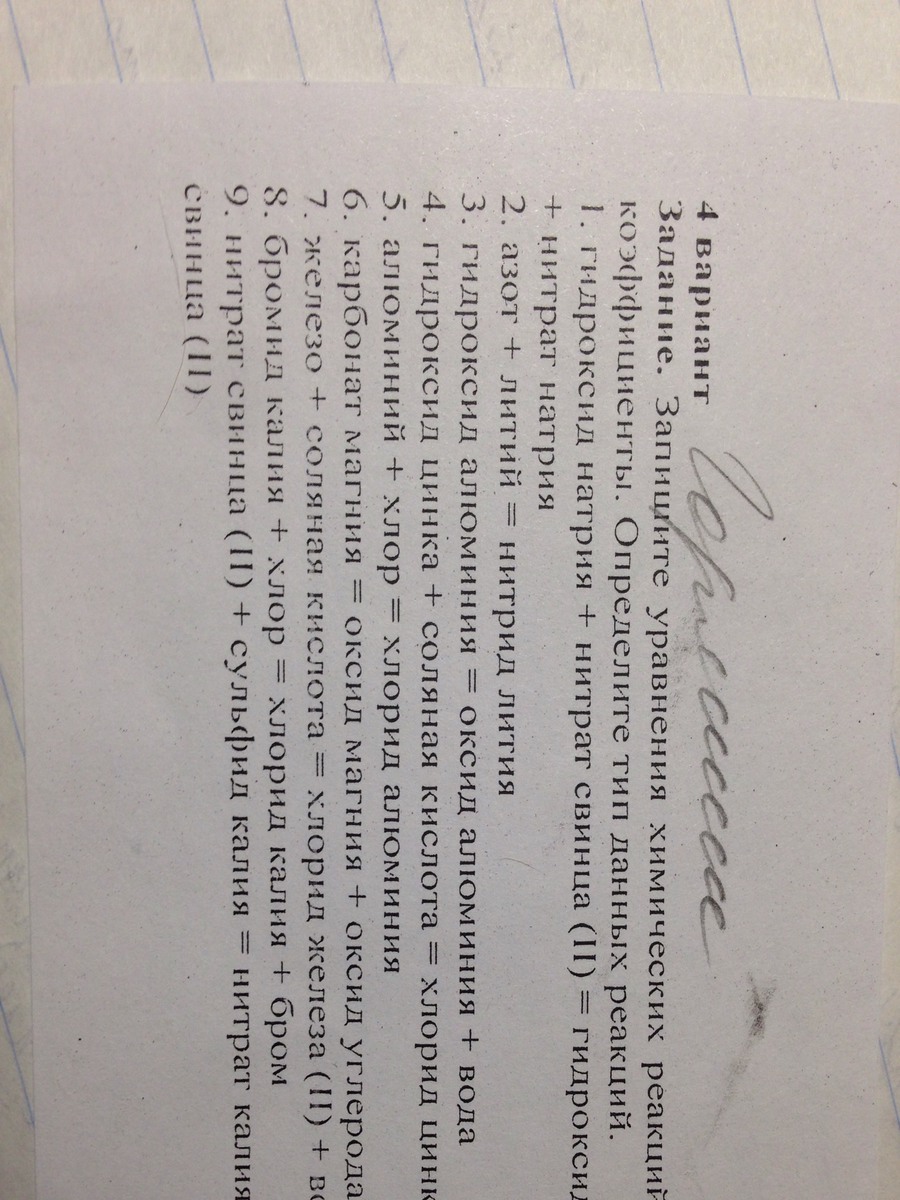 4 вариант
Задание. Запишите уравнения химических реакций
коэффициенты. Определите тип данных реакций.
1. гидроксид натрия + нитрат свинца (II) = гидроксид
+ нитрат натрия
2. азот + литий = нитрид лития
3. гидроксид алюминия = оксид алюминия + вода
4. гидроксид цинка + соляная кислота = хлорид цинк
5. алюминий + хлор = хлорид алюминия
6. карбонат магния = оксид магния + оксид углерода
7. железо + соляная кислота = хлорид железа (II) + во
8. бромид калия + хлор = хлорид калия + бром
9. нитрат свинца (II) + сульфид калия = нитрат калия
свинца (II)